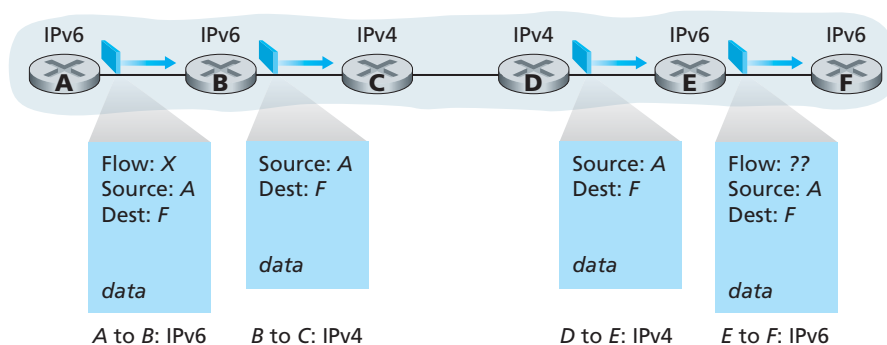 IPv6
IPv6
IPv4
IPv4
IPv6
IPv6
A
B
C
D
E
F
Flow: X
Source: A
Dest: F
data
Source: A
Dest: F
data
Source: A
Dest: F
data
Flow: ??
Source: A
Dest: F
data
A to B: IPv6
B to C: IPv4
D to E: IPv4
E to F: IPv6